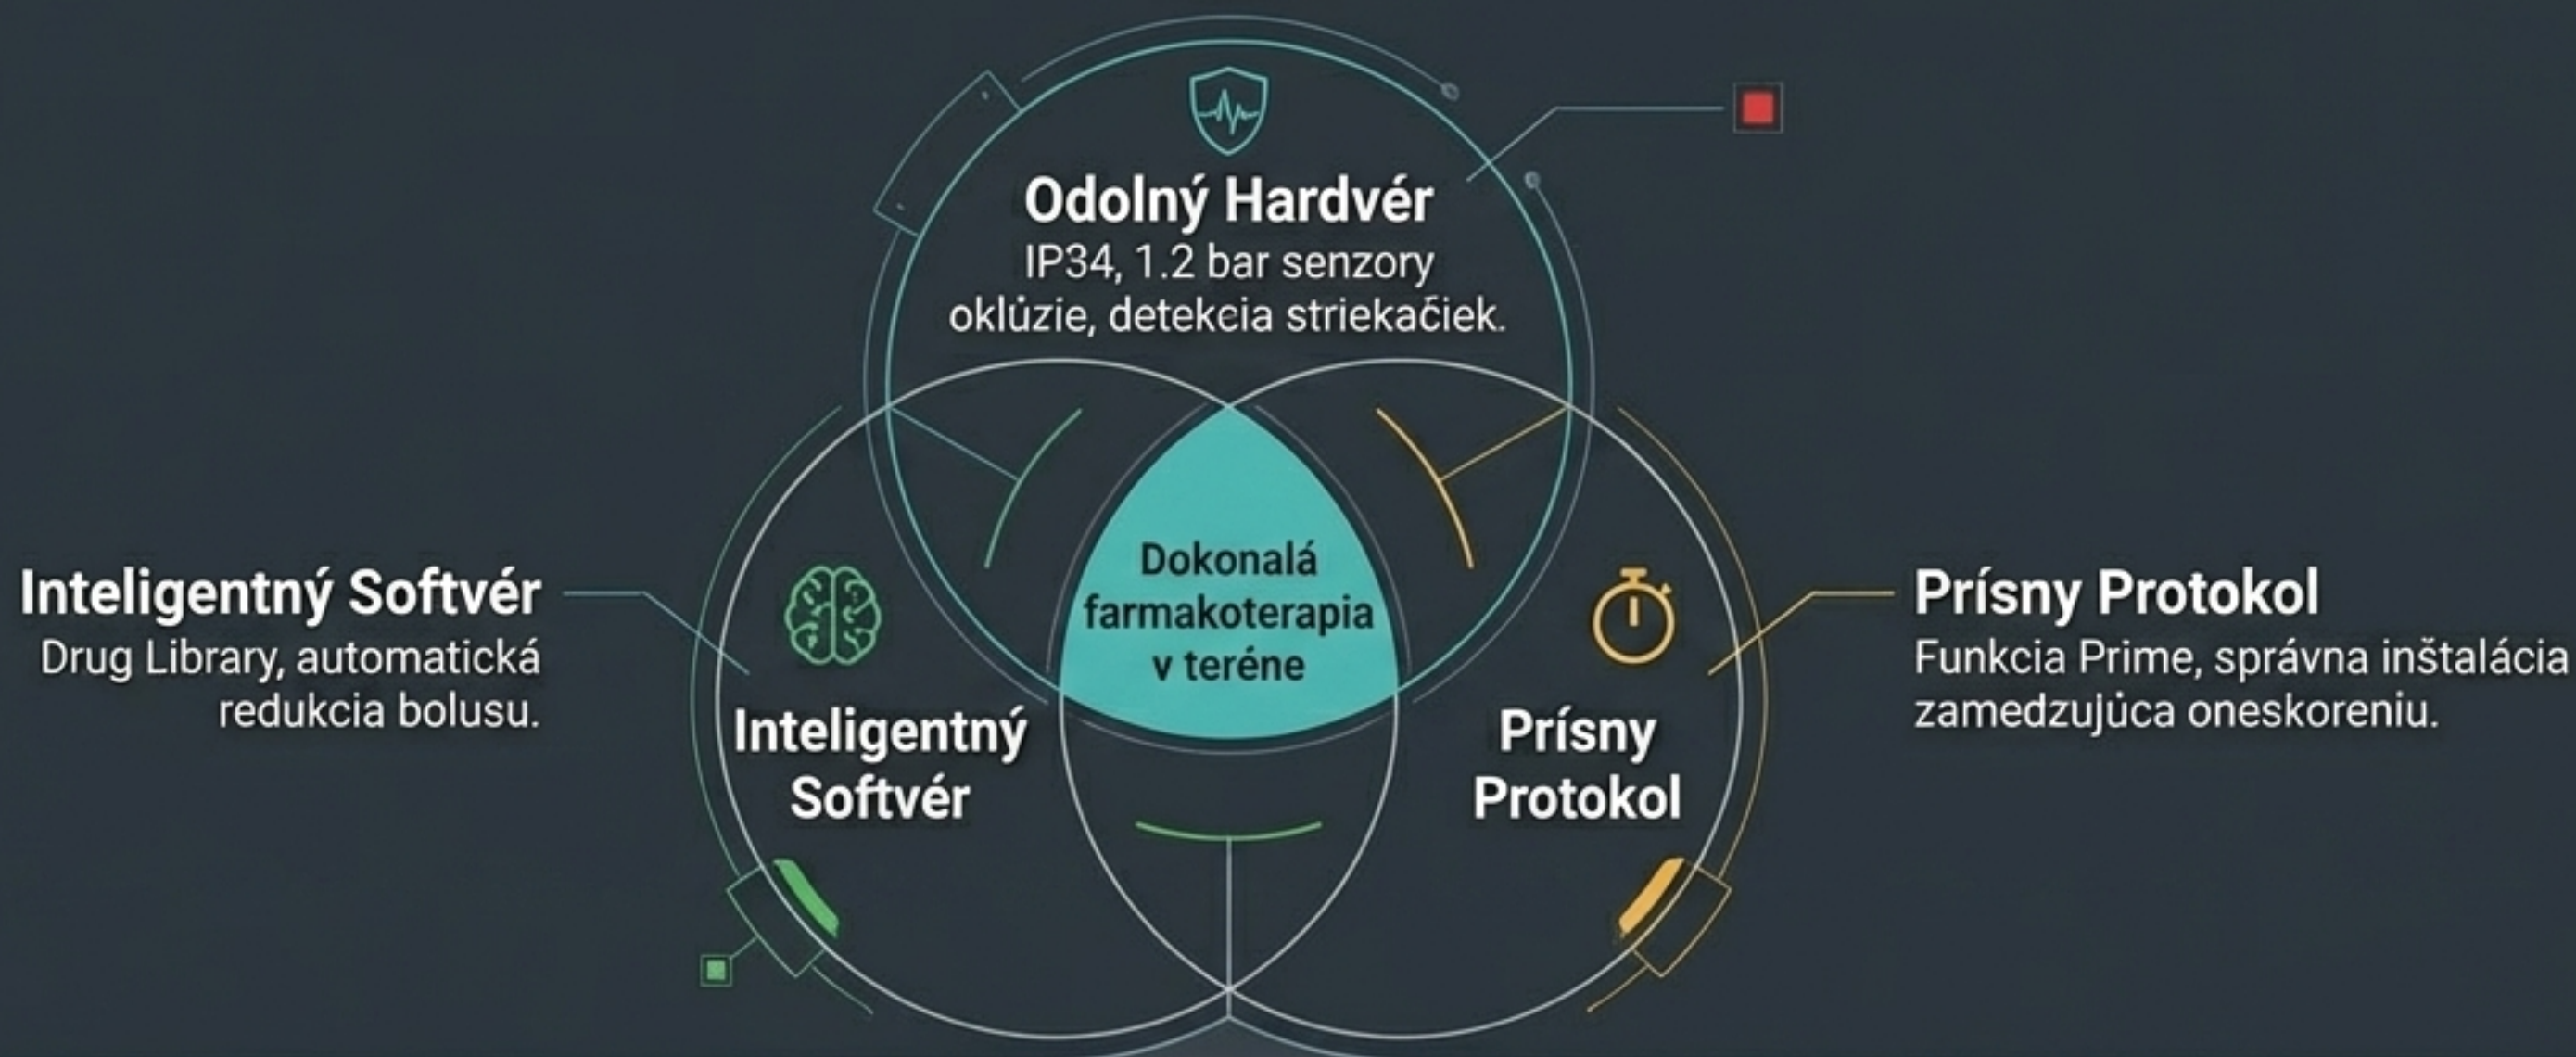 Odolný Hardvér
IP34, 1.2 bar senzory
oklúzie, detekcia striekačiek.
Inteligentný Softvér
Drug Library, automatická
redukcia bolusu.
Dokonalá
farmakoterapia
v teréne
Prísny Protokol
Funkcia Prime, správna inštalácia
zamedzujúca oneskoreniu.
Inteligentný
Softvér
Prísny
Protokol